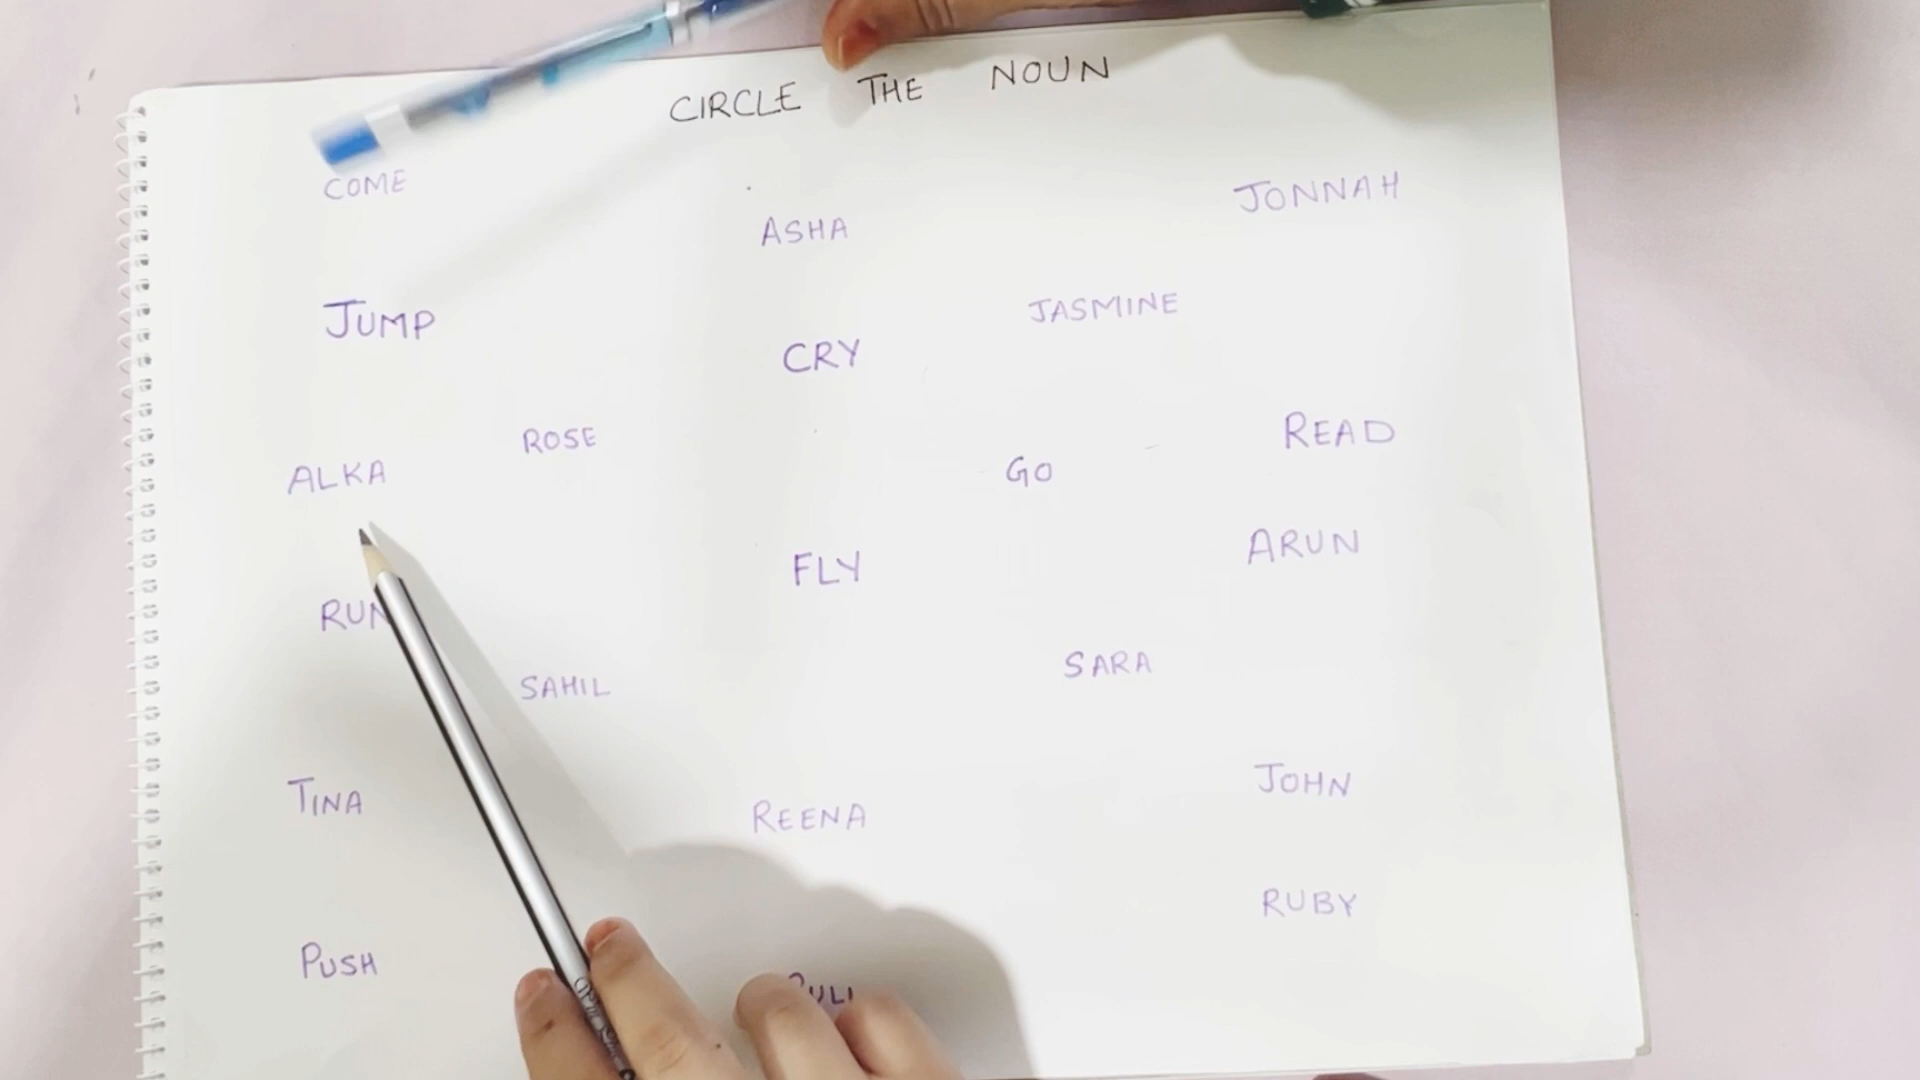 CIRCLE THE NOUN
COME
ASHA
JONNAH
JUMP
CRY
JASMINE
ALKA
ROSE
GO
READ
RUN
FLY
ARUN
SAHIL
SARA
TINA
REENA
JOHN
RUBY
PUSH